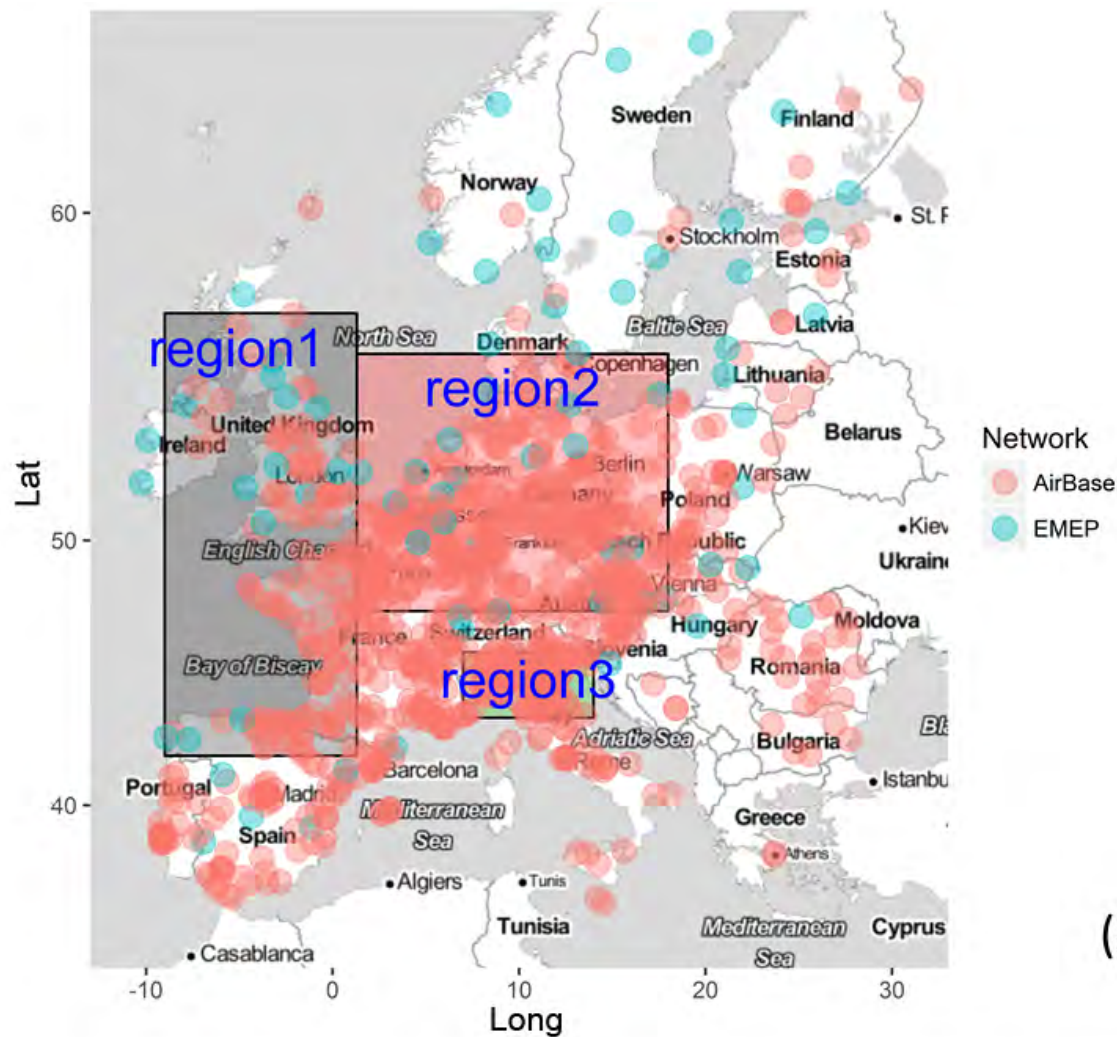 Sweden
Finland
Norway
60
St. F
Stockholm
Estonia
North Sea
Baltic Sea
Latvia
region1
Denmark
Copenhagen
region2
Lithuania
United Kingdom
Belarus
Ireland
Network
London
Berlin
Warsaw
AirBase
Lat
Poland
EMEP
50
Kiev
English Cha
Ukraine
Vienna
Hungary
Moldova
France
Switzerland
Slovenia
Bay of Biscay
region3
Romania
Adriatic Sea
Bulgaria
Barcelona
Rome
Istanbu
Portugal
Madrid
40
Mediterranean
Sea
Greece
Spain
Athens
Algiers
Tunis
Tunisia
Mediterranean
Sea
Cyprus
(
Casablanca
-10
0
10
20
30
Long